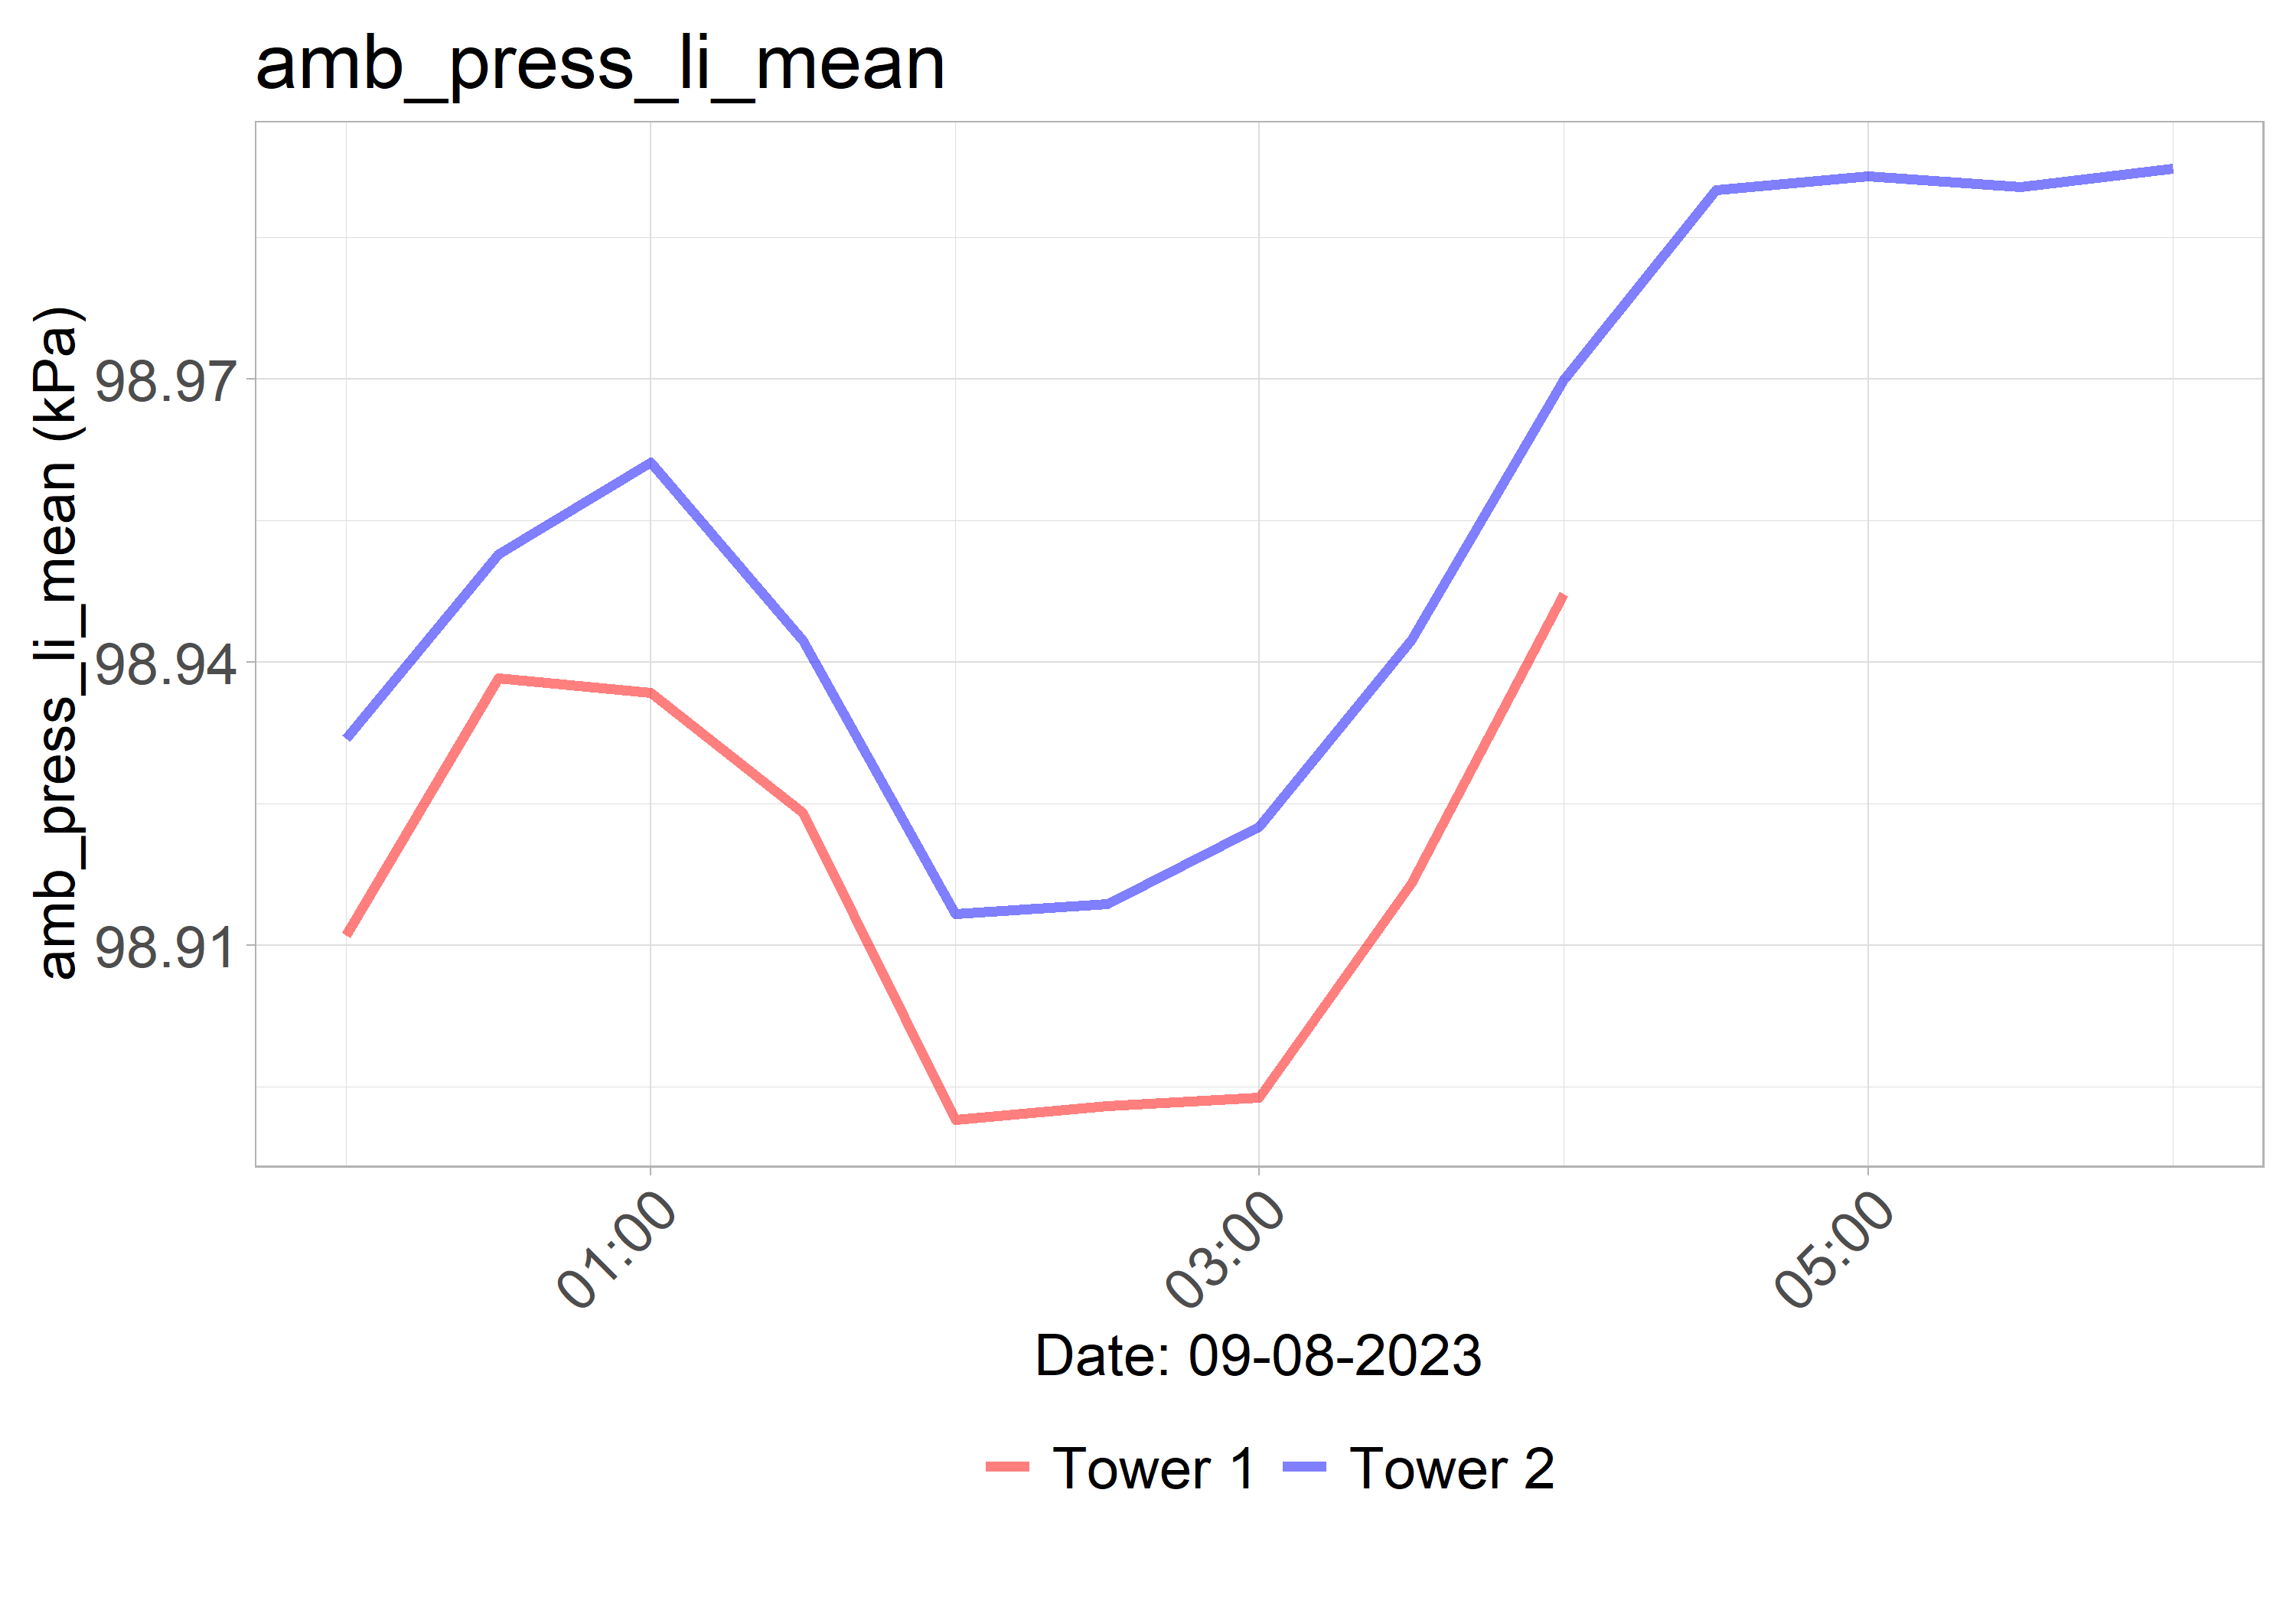 amb_press_li_mean
amb_press_li_mean (kPa)
98.97
98.94
98.91
01:00
03:00
05:00
Date: 09-08-2023
Tower 1
Tower 2